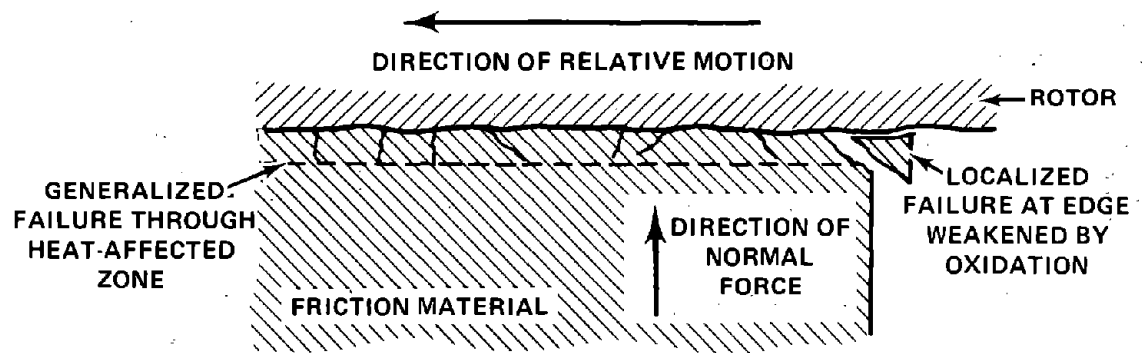 DIRECTION OF RELATIVE MOTION
ROTOR
GENERALIZED
FAILURE THROUGH
HEAT-AFFECTED
ZONE
LOCALIZED
FAILURE AT EDGE
WEAKENED BY
OXIDATION
DIRECTION OF
NORMAL
FORCE
FRICTION MATERIAL